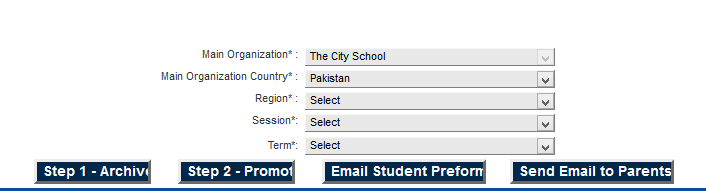 Main Organization* : The City School
Main Organization Country* : Pakistan
Region* : Select
Session*: Select
Term*: Select
Step 1 - Archive Step 2 - Promot Email Student Preform Send Email to Parents